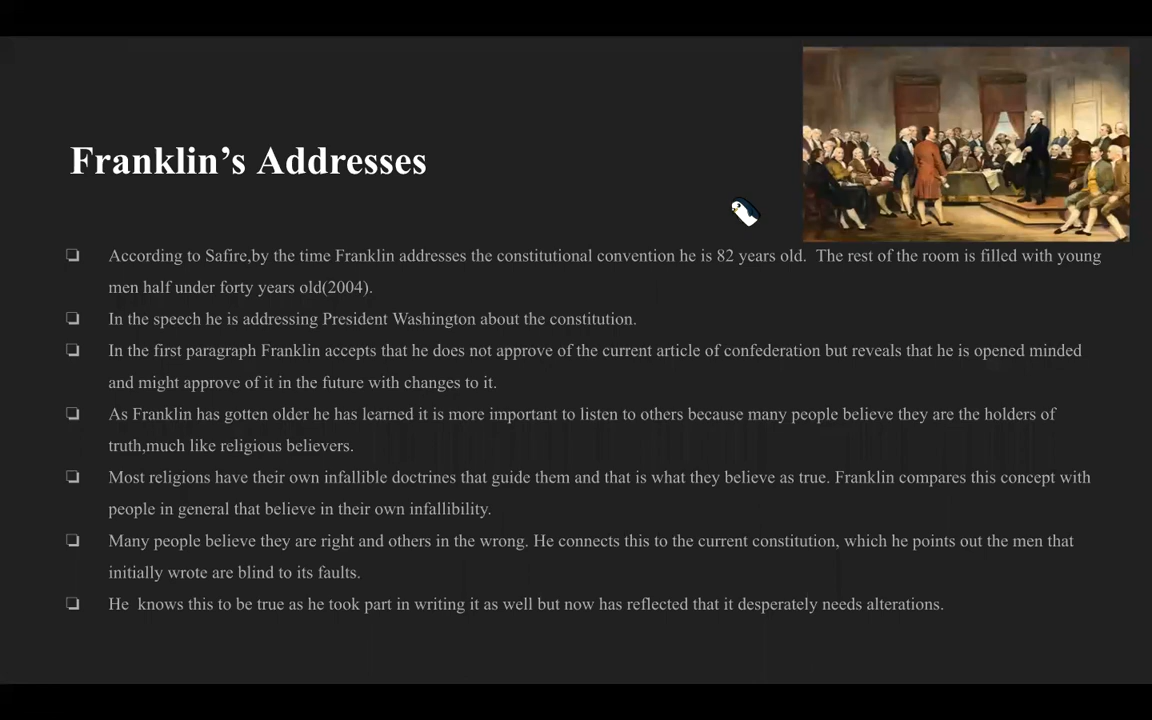 Franklin’s Addresses
❏ According to Safire,by the time Franklin addresses the constitutional convention he is 82 years old.  The rest of the room is filled with young
men half under forty years old(2004).
❏ In the speech he is addressing President Washington about the constitution.
❏ In the first paragraph Franklin accepts that he does not approve of the current article of confederation but reveals that he is opened minded
and might approve of it in the future with changes to it.
❏ As Franklin has gotten older he has learned it is more important to listen to others because many people believe they are the holders of
truth,much like religious believers.
❏ Most religions have their own infallible doctrines that guide them and that is what they believe as true. Franklin compares this concept with
people in general that believe in their own infallibility.
❏ Many people believe they are right and others in the wrong. He connects this to the current constitution, which he points out the men that
initially wrote are blind to its faults.
❏ He  knows this to be true as he took part in writing it as well but now has reflected that it desperately needs alterations.